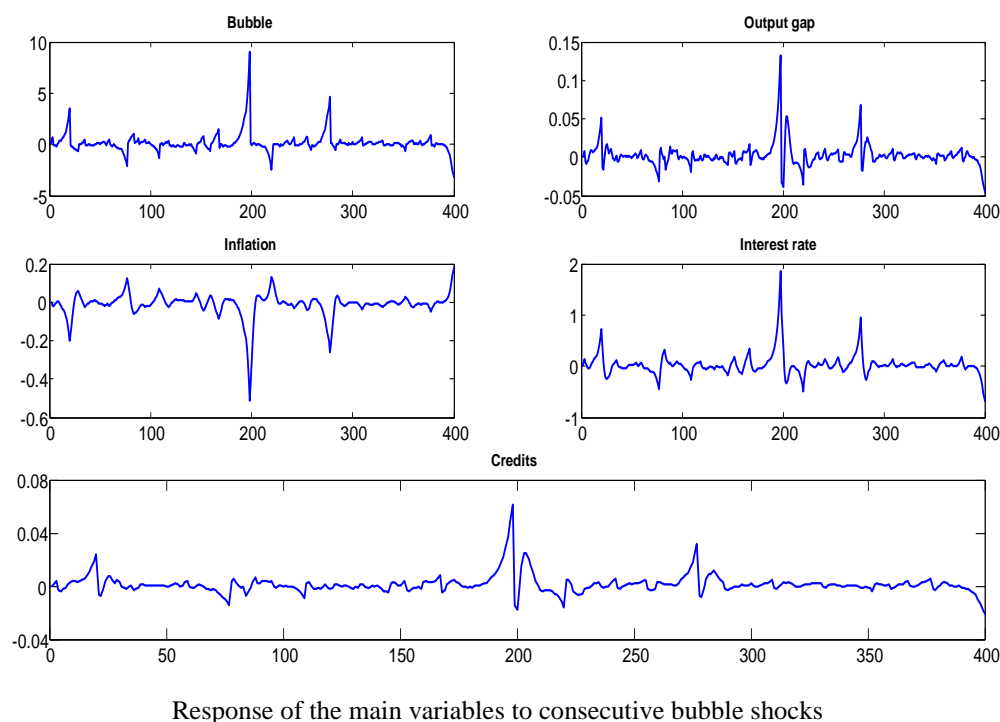 Bubble
10
5
0
-5
0 100 200 300 400
Output gap
0.15
0.1
0.05
0
-0.05
0 100 200 300 400
Inflation
0.2
0
-0.2
-0.4
-0.6
0 100 200 300 400
Interest rate
2
1
0
-1
0 100 200 300 400
Credits
0.08
0.04
0
-0.04
0 50 100 150 200 250 300 350 400
Response of the main variables to consecutive bubble shocks